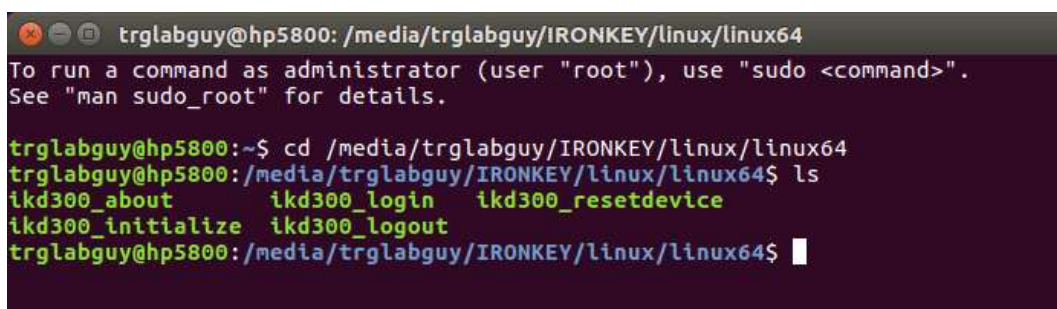 trglabguy@hp5800: /media/trglabguy/IRONKEY/linux/linux64
To run a command as administrator (user "root"), use "sudo <command>".
See "man sudo_root" for details.
trglabguy@hp5800:~$ cd /media/trglabguy/IRONKEY/linux/linux64
trglabguy@hp5800:/media/trglabguy/IRONKEY/linux/linux64$ ls
ikd300_about ikd300_login ikd300_resetdevice
ikd300_initialize ikd300_logout
trglabguy@hp5800:/media/trglabguy/IRONKEY/linux/linux64$